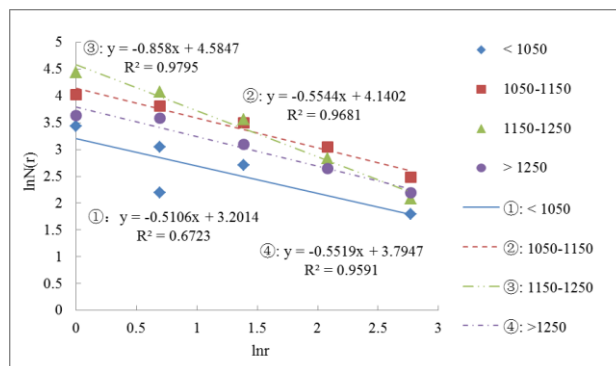 5
4.5
4
3.5
3
2.5
2
1.5
1
0.5
0
0
0.5
1
1.5
2
2.5
3
lnN(r)
lnr
③: y = -0.858x + 4.5847
R² = 0.9795
②: y = -0.5544x + 4.1402
R² = 0.9681
①：y = -0.5106x + 3.2014
R² = 0.6723
④: y = -0.5519x + 3.7947
R² = 0.9591
< 1050
1050-1150
1150-1250
> 1250
①: < 1050
②: 1050-1150
③: 1150-1250
④: >1250